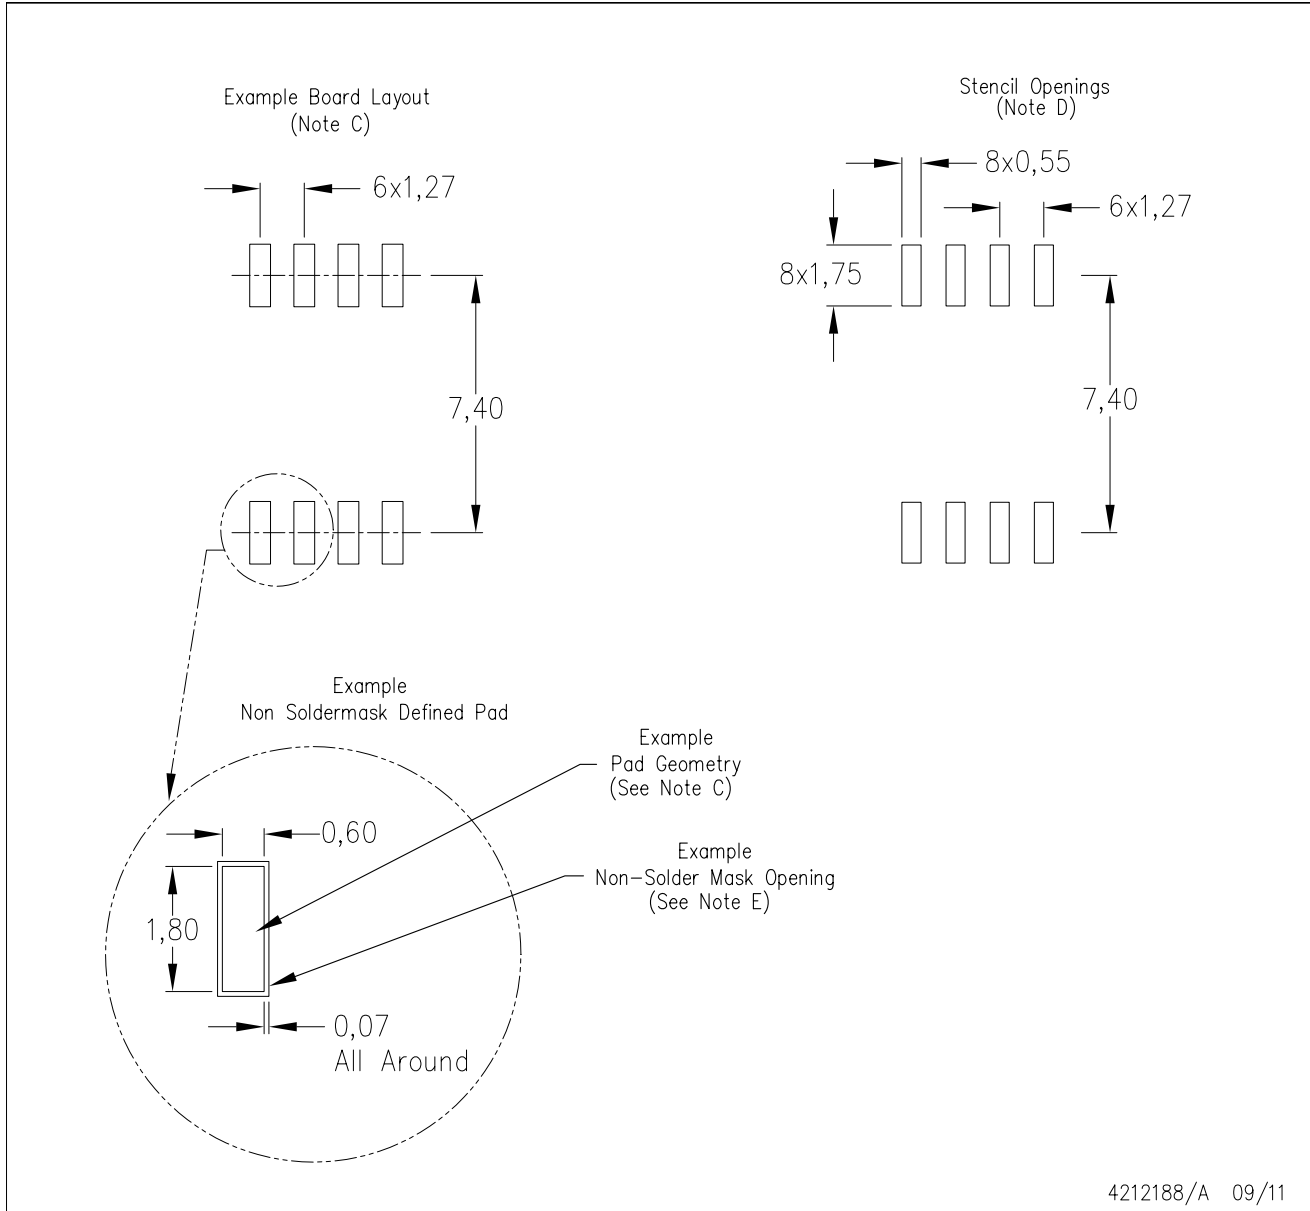 Example Board Layout
(Note C)
6x1,27
7,40
Stencil Openings
(Note D)
8x0,55
6x1,27
8x1,75
7,40
Example
Non Soldermask Defined Pad
Example
Pad Geometry
(See Note C)
0,60
Example
Non-Solder Mask Opening
(See Note E)
1,80
0,07
All Around
4212188/A 09/11